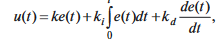 u(t) = ke(t) + k_i ∫_0^t e(t)dt + k_d de(t)/dt,